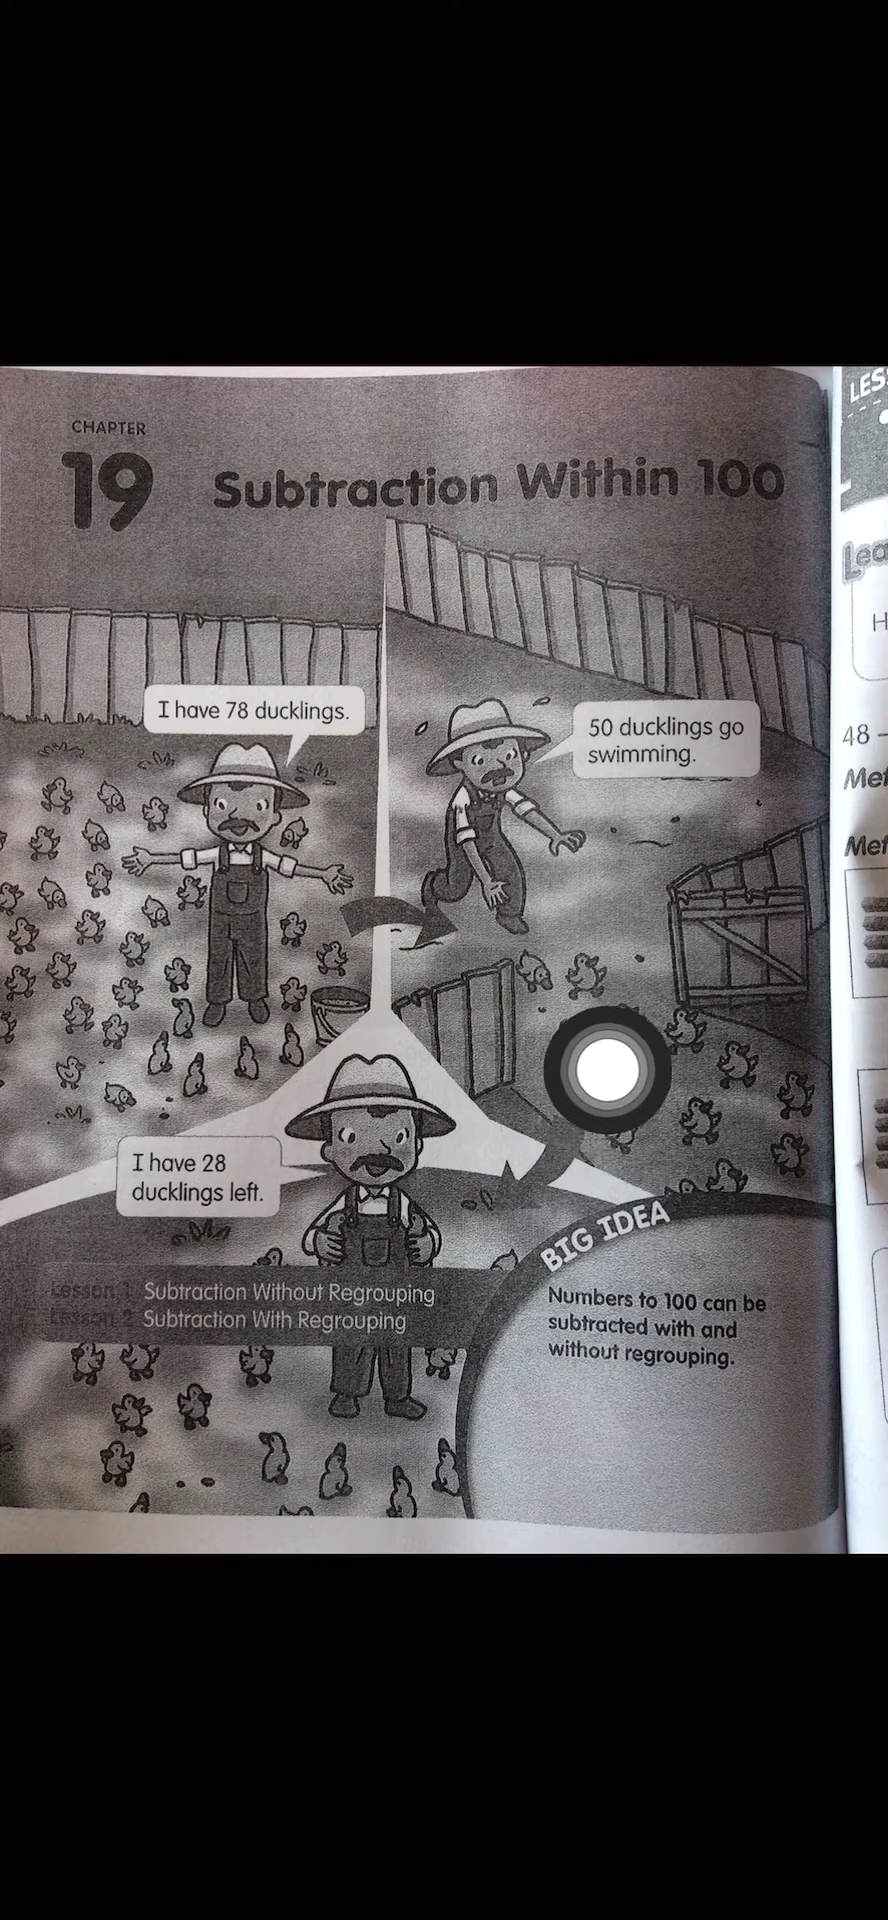 CHAPTER
19 Subtraction Within 100
I have 78 ducklings.
50 ducklings go
swimming.
I have 28
ducklings left.
Lesson 1 Subtraction Without Regrouping
Lesson 2 Subtraction With Regrouping
BIG IDEA
Numbers to 100 can be
subtracted with and
without regrouping.
48 –